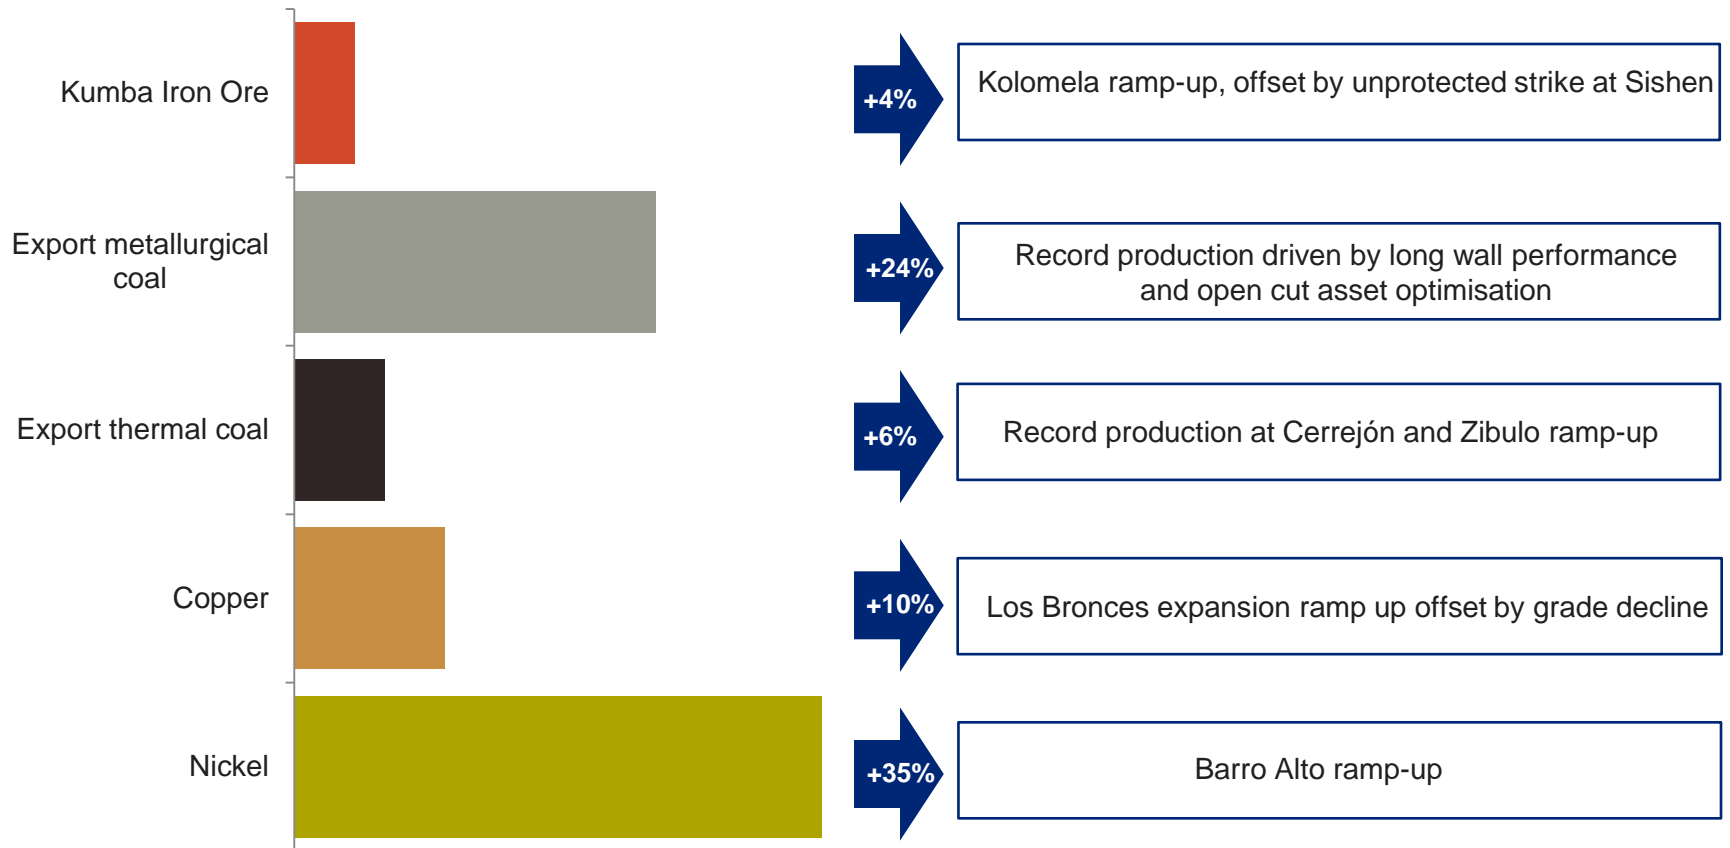 Kumba Iron Ore
+4%
Kolomela ramp-up, offset by unprotected strike at Sishen
Export metallurgical
coal
+24%
Record production driven by long wall performance
and open cut asset optimisation
Export thermal coal
+6%
Record production at Cerrejón and Zibulo ramp-up
Copper
+10%
Los Bronces expansion ramp up offset by grade decline
Nickel
+35%
Barro Alto ramp-up